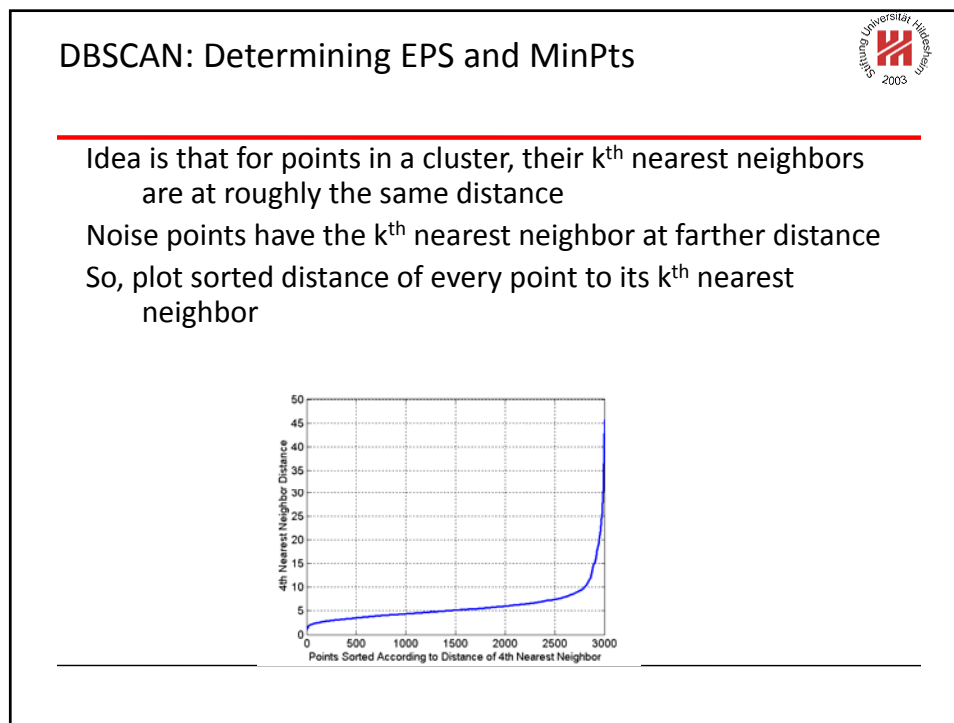 DBSCAN: Determining EPS and MinPts
Stiftung Universität Hildesheim
2003
Idea is that for points in a cluster, their kth nearest neighbors
are at roughly the same distance
Noise points have the kth nearest neighbor at farther distance
So, plot sorted distance of every point to its kth nearest
neighbor
50
45
40
35
30
25
20
15
10
5
0
4th Nearest Neighbor Distance
0 500 1000 1500 2000 2500 3000
Points Sorted According to Distance of 4th Nearest Neighbor